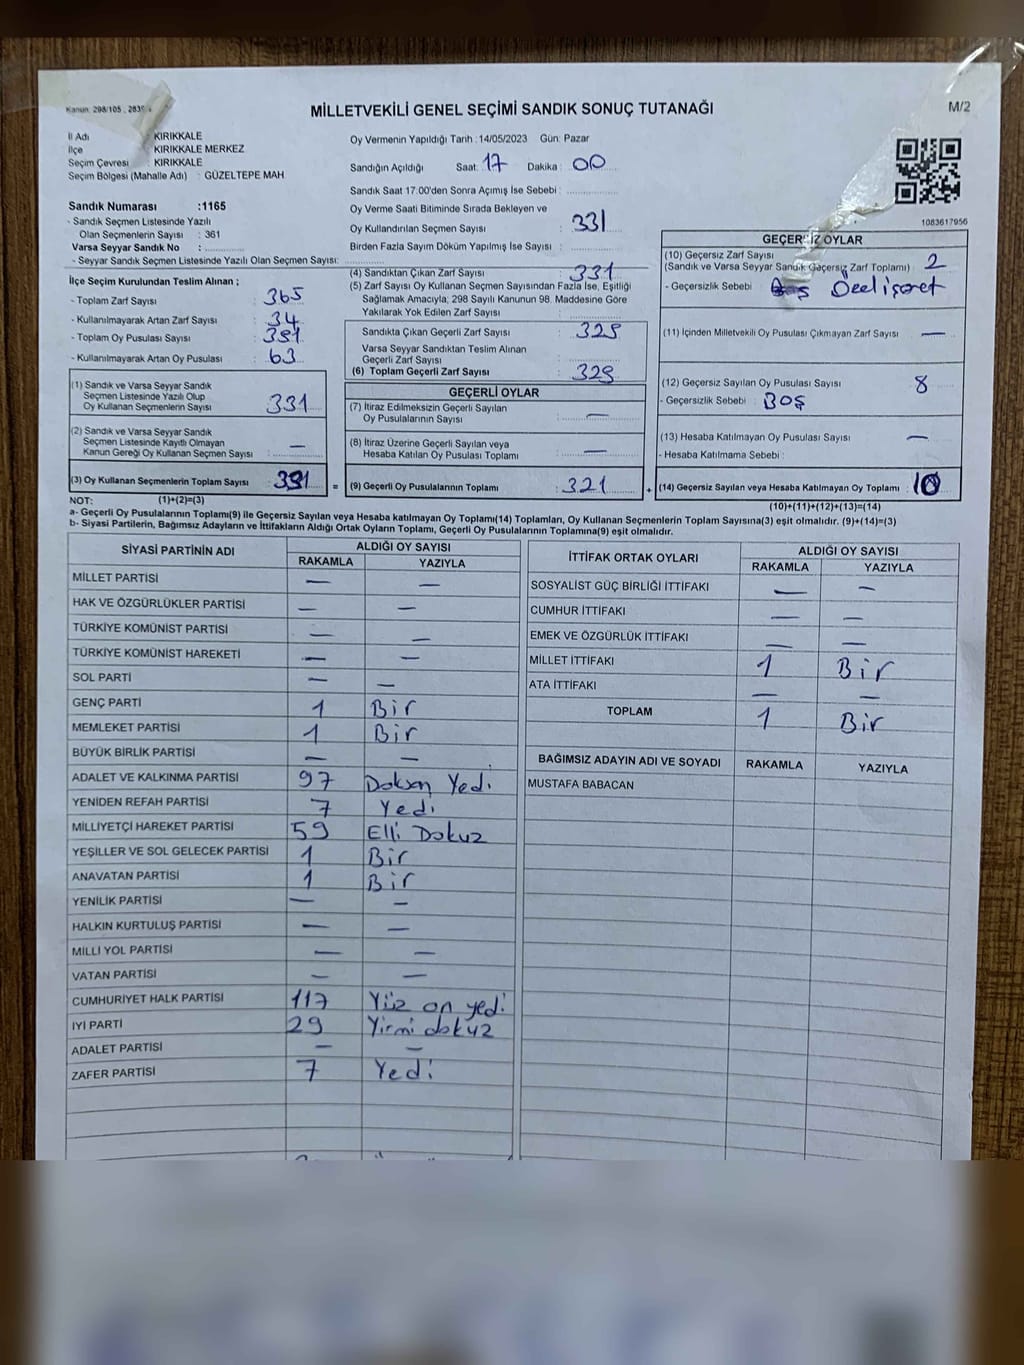 Kanun: 298/105, 2839
MİLLETVEKİLİ GENEL SEÇİMİ SANDIK SONUÇ TUTANAĞI
M/2
İl Adı : KIRIKKALE
İlçe : KIRIKKALE MERKEZ
Seçim Çevresi : KIRIKKALE
Seçim Bölgesi (Mahalle Adı) : GÜZELTEPE MAH
Sandık Numarası :1165
- Sandık Seçmen Listesinde Yazılı
Olan Seçmenlerin Sayısı : 361
Varsa Seyyar Sandık No :
- Seyyar Sandık Seçmen Listesinde Yazılı Olan Seçmen Sayısı:
Oy Vermenin Yapıldığı Tarih :14/05/2023 Gün: Pazar
Sandığın Açıldığı Saat: 17 Dakika : 00
Sandık Saat 17:00'den Sonra Açımış İse Sebebi :
Oy Verme Saati Bitiminde Sırada Bekleyen ve
Oy Kullandırılan Seçmen Sayısı : 331
Birden Fazla Sayım Döküm Yapılmış İse Sayısı :
1083617956
İlçe Seçim Kurulundan Teslim Alınan ;
- Toplam Zarf Sayısı : 365
- Kullanılmayarak Artan Zarf Sayısı : 34
- Toplam Oy Pusulası Sayısı :
- Kullanılmayarak Artan Oy Pusulası : 63
(1) Sandık ve Varsa Seyyar Sandık
Seçmen Listesinde Yazılı Olup
Oy Kullanan Seçmenlerin Sayısı : 331
(2) Sandık ve Varsa Seyyar Sandık
Seçmen Listesinde Kayıtlı Olmayan
Kanun Gereği Oy Kullanan Seçmen Sayısı : —
(3) Oy Kullanan Seçmenlerin Toplam Sayısı : 331 =
(4) Sandıktan Çıkan Zarf Sayısı : 331
(5) Zarf Sayısı Oy Kullanan Seçmen Sayısından Fazla İse, Eşitliği
Sağlamak Amacıyla; 298 Sayılı Kanunun 98. Maddesine Göre
Yakılarak Yok Edilen Zarf Sayısı :
Sandıkta Çıkan Geçerli Zarf Sayısı : 329
Varsa Seyyar Sandıktan Teslim Alınan
Geçerli Zarf Sayısı :
(6) Toplam Geçerli Zarf Sayısı : 329
GEÇERLİ OYLAR
(7) İtiraz Edilmeksizin Geçerli Sayılan
Oy Pusulalarının Sayısı : —
(8) İtiraz Üzerine Geçerli Sayılan veya
Hesaba Katılan Oy Pusulası Toplamı : —
(9) Geçerli Oy Pusulalarının Toplamı : 321 +
GEÇERSİZ OYLAR
(10) Geçersiz Zarf Sayısı
(Sandık ve Varsa Seyyar Sandık Geçersiz Zarf Toplamı) : 2
- Geçersizlik Sebebi : Özel işaret
(11) İçinden Milletvekili Oy Pusulası Çıkmayan Zarf Sayısı : —
(12) Geçersiz Sayılan Oy Pusulası Sayısı : 8
- Geçersizlik Sebebi : BOŞ
(13) Hesaba Katılmayan Oy Pusulası Sayısı : —
- Hesaba Katılmama Sebebi :
(14) Geçersiz Sayılan veya Hesaba Katılmayan Oy Toplamı : 10
NOT: (1)+(2)=(3)
(10)+(11)+(12)+(13)=(14)
a- Geçerli Oy Pusulalarının Toplamı(9) ile Geçersiz Sayılan veya Hesaba katılmayan Oy Toplamı(14) Toplamları, Oy Kullanan Seçmenlerin Toplam Sayısına(3) eşit olmalıdır. (9)+(14)=(3)
b- Siyasi Partilerin, Bağımsız Adayların ve İttifakların Aldığı Ortak Oyların Toplamı, Geçerli Oy Pusulalarının Toplamına(9) eşit olmalıdır.
SİYASİ PARTİNİN ADI ALDIĞI OY SAYISI
RAKAMLA YAZIYLA
MİLLET PARTİSİ — —
HAK VE ÖZGÜRLÜKLER PARTİSİ — —
TÜRKİYE KOMÜNİST PARTİSİ — —
TÜRKİYE KOMÜNİST HAREKETİ — —
SOL PARTİ — —
GENÇ PARTİ 1 Bir
MEMLEKET PARTİSİ 1 Bir
BÜYÜK BİRLİK PARTİSİ — —
ADALET VE KALKINMA PARTİSİ 97 Doksan Yedi
YENİDEN REFAH PARTİSİ 7 Yedi
MİLLİYETÇİ HAREKET PARTİSİ 59 Elli Dokuz
YEŞİLLER VE SOL GELECEK PARTİSİ 1 Bir
ANAVATAN PARTİSİ 1 Bir
YENİLİK PARTİSİ — —
HALKIN KURTULUŞ PARTİSİ — —
MİLLİ YOL PARTİSİ — —
VATAN PARTİSİ — —
CUMHURİYET HALK PARTİSİ 117 Yüz on yedi
İYİ PARTİ 29 Yirmi dokuz
ADALET PARTİSİ — —
ZAFER PARTİSİ 7 Yedi
İTTİFAK ORTAK OYLARI ALDIĞI OY SAYISI
RAKAMLA YAZIYLA
SOSYALİST GÜÇ BİRLİĞİ İTTİFAKI — —
CUMHUR İTTİFAKI — —
EMEK VE ÖZGÜRLÜK İTTİFAKI — —
MİLLET İTTİFAKI 1 Bir
ATA İTTİFAKI — —
TOPLAM 1 Bir
BAĞIMSIZ ADAYIN ADI VE SOYADI RAKAMLA YAZIYLA
MUSTAFA BABACAN